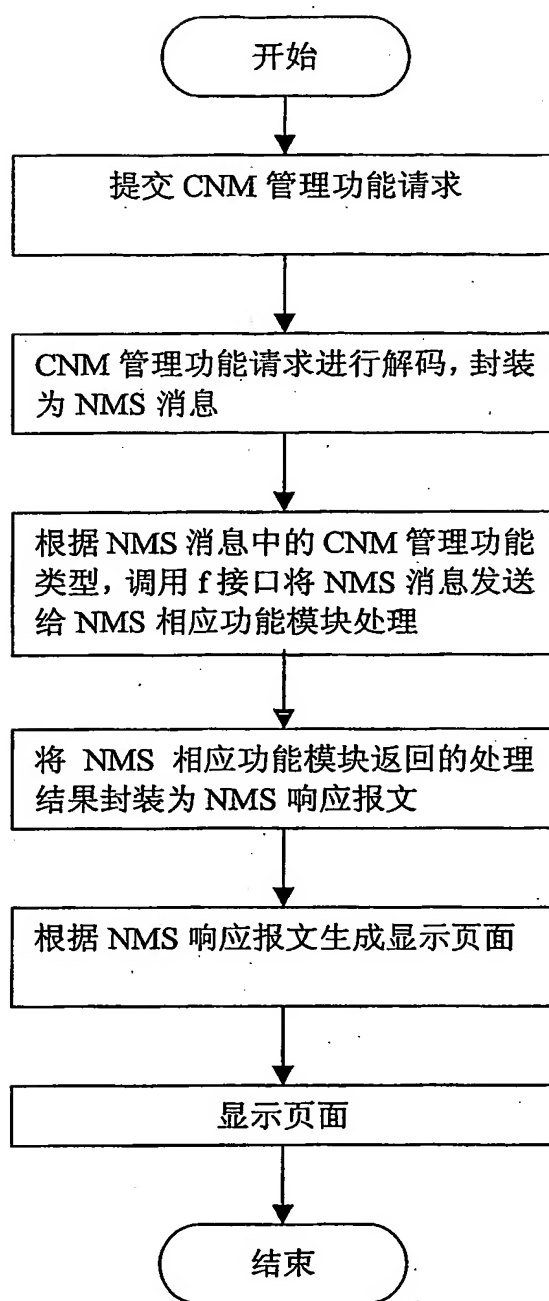 开始
提交 CNM 管理功能请求
CNM 管理功能请求进行解码，封装
为 NMS 消息
根据 NMS 消息中的 CNM 管理功能
类型，调用 f 接口将 NMS 消息发送
给 NMS 相应功能模块处理
将 NMS 相应功能模块返回的处理
结果封装为 NMS 响应报文
根据 NMS 响应报文生成显示页面
显示页面
结束